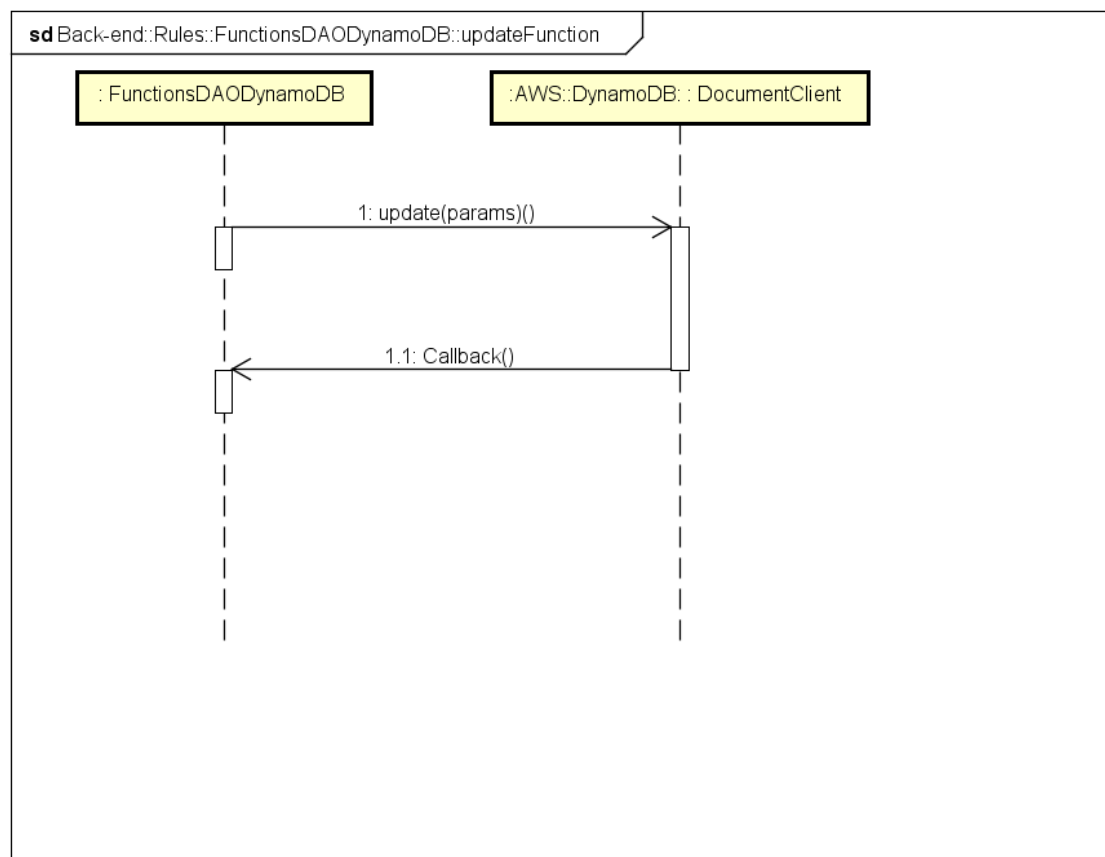 sd Back-end::Rules::FunctionsDAODynamoDB::updateFunction
: FunctionsDAODynamoDB
:AWS::DynamoDB: : DocumentClient
1: update(params)()
1.1: Callback()